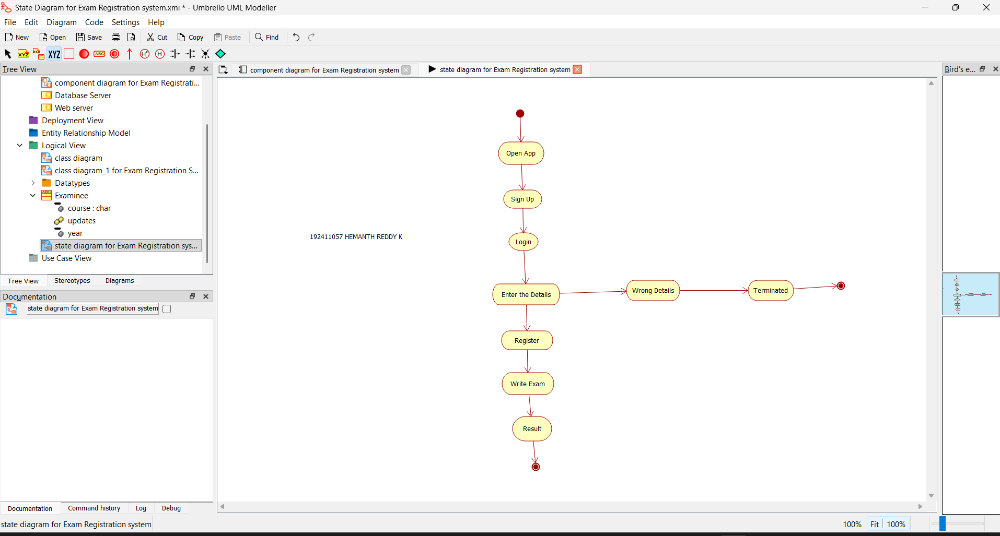 State Diagram for Exam Registration system.xmi * - Umbrello UML Modeller
File Edit Diagram Code Settings Help
New Open Save Cut Copy Paste Find
XYZ XYZ XYZ ABC H* H
Tree View
component diagram for Exam Registration system
state diagram for Exam Registration system
Bird's e...
component diagram for Exam Registrati...
Database Server
Web server
Deployment View
Entity Relationship Model
Logical View
class diagram
class diagram_1 for Exam Registration S...
Datatypes
ABC
Examinee
course : char
updates
year
state diagram for Exam Registration sys...
Use Case View
Tree View Stereotypes Diagrams
Documentation
state diagram for Exam Registration system
Documentation Command history Log Debug
Open App
Sign Up
192411057 HEMANTH REDDY K
Login
Enter the Details
Wrong Details
Terminated
Register
Write Exam
Result
state diagram for Exam Registration system
100% Fit 100%